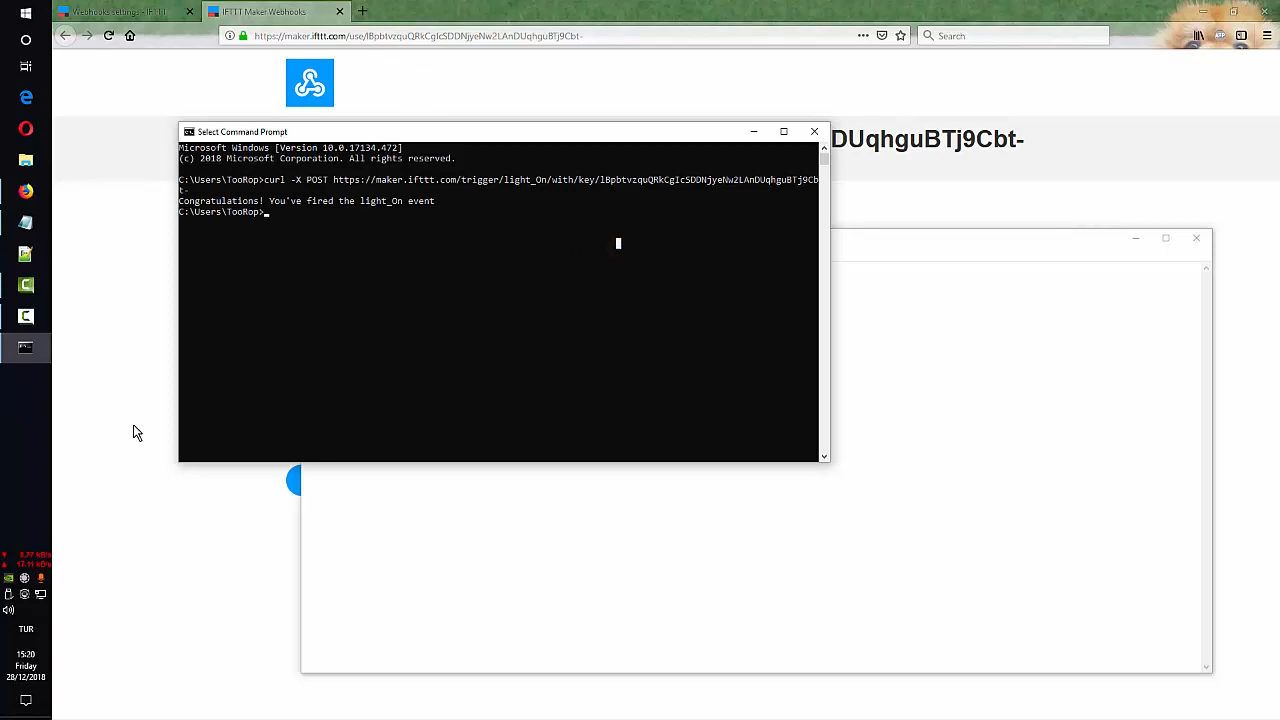 Webhooks settings - IFTTT
IFTTT Maker Webhooks
https://maker.ifttt.com/use/lBpbtvzquQRkCgIcSDDNjyeNw2LAnDUqhguBTj9Cbt-
Search
DUqhguBTj9Cbt-
Select Command Prompt
Microsoft Windows [Version 10.0.17134.472]
(c) 2018 Microsoft Corporation. All rights reserved.
C:\Users\TooRop>curl -X POST https://maker.ifttt.com/trigger/light_On/with/key/lBpbtvzquQRkCgIcSDDNjyeNw2LAnDUqhguBTj9Cb
t-
Congratulations! You've fired the light_On event
C:\Users\TooRop>
17.11 kB/s
TUR
15:20
Friday
28/12/2018